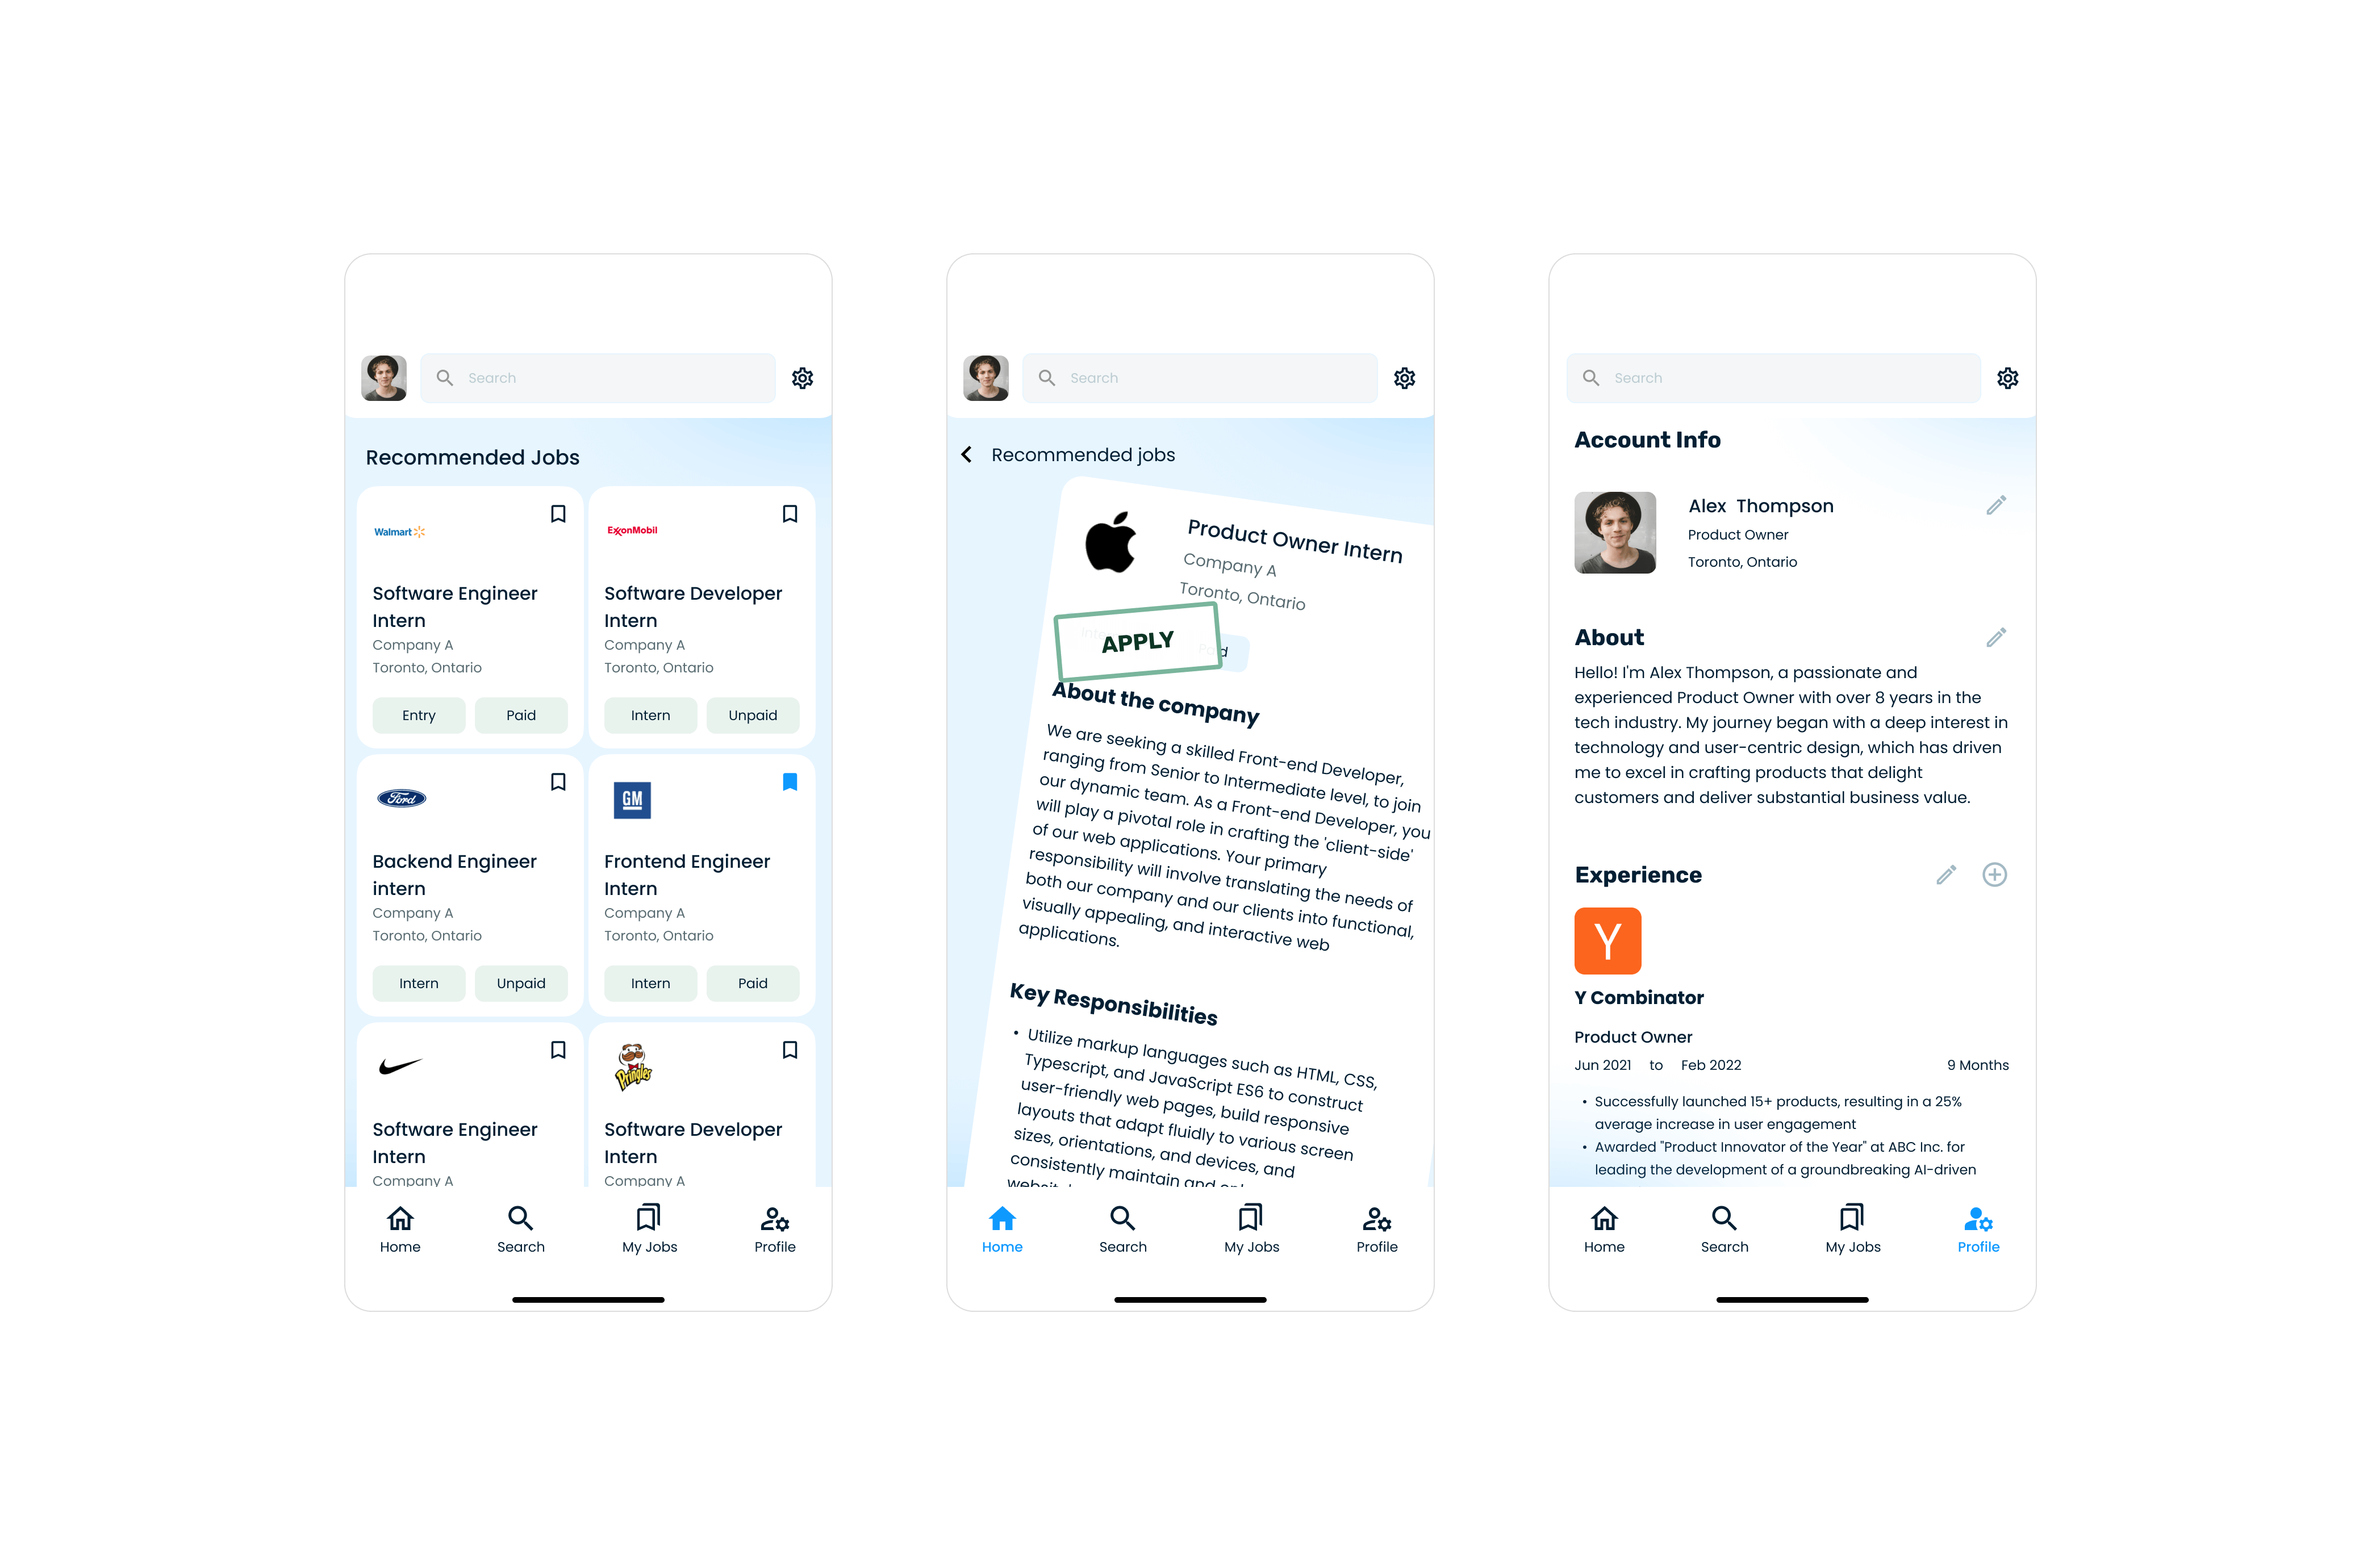 Search
Recommended Jobs
Walmart
ExxonMobil
Software Engineer
Intern
Company A
Toronto, Ontario
Entry
Paid
Software Developer
Intern
Company A
Toronto, Ontario
Intern
Unpaid
Ford
GM
Backend Engineer
intern
Company A
Toronto, Ontario
Intern
Unpaid
Frontend Engineer
Intern
Company A
Toronto, Ontario
Intern
Paid
Pringles
Software Engineer
Intern
Company A
Software Developer
Intern
Company A
Home
Search
My Jobs
Profile
Search
Recommended jobs
Product Owner Intern
Company A
Toronto, Ontario
APPLY
Paid
About the company
We are seeking a skilled Front-end Developer,
ranging from Senior to Intermediate level, to join
our dynamic team. As a Front-end Developer, you
will play a pivotal role in crafting the 'client-side'
of our web applications. Your primary
responsibility will involve translating the needs of
both our company and our clients into functional,
visually appealing, and interactive web
applications.
Key Responsibilities
• Utilize markup languages such as HTML, CSS,
Typescript, and JavaScript ES6 to construct
user-friendly web pages, build responsive
layouts that adapt fluidly to various screen
sizes, orientations, and devices, and
consistently maintain and
Home
Search
My Jobs
Profile
Search
Account Info
Alex Thompson
Product Owner
Toronto, Ontario
About
Hello! I'm Alex Thompson, a passionate and
experienced Product Owner with over 8 years in the
tech industry. My journey began with a deep interest in
technology and user-centric design, which has driven
me to excel in crafting products that delight
customers and deliver substantial business value.
Experience
Y
Y Combinator
Product Owner
Jun 2021 to Feb 2022 9 Months
• Successfully launched 15+ products, resulting in a 25%
average increase in user engagement
• Awarded "Product Innovator of the Year" at ABC Inc. for
leading the development of a groundbreaking AI-driven
Home
Search
My Jobs
Profile